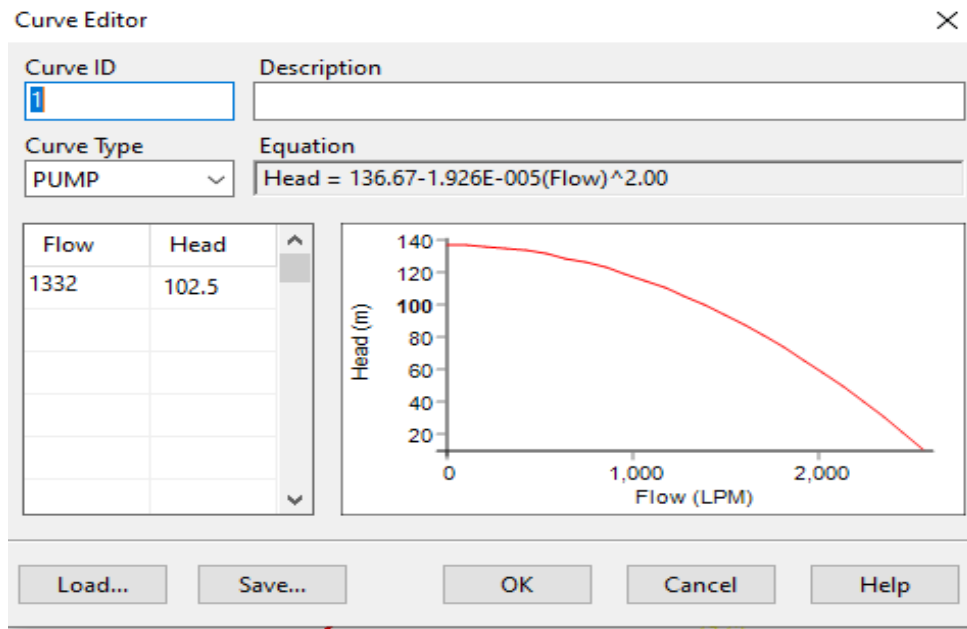 Curve Editor
Curve ID Description
1
Curve Type Equation
PUMP Head = 136.67-1.926E-005(Flow)^2.00
Flow Head
1332 102.5
140
120
100
80
60
40
20
Head (m)
0 1,000 2,000
Flow (LPM)
Load... Save... OK Cancel Help